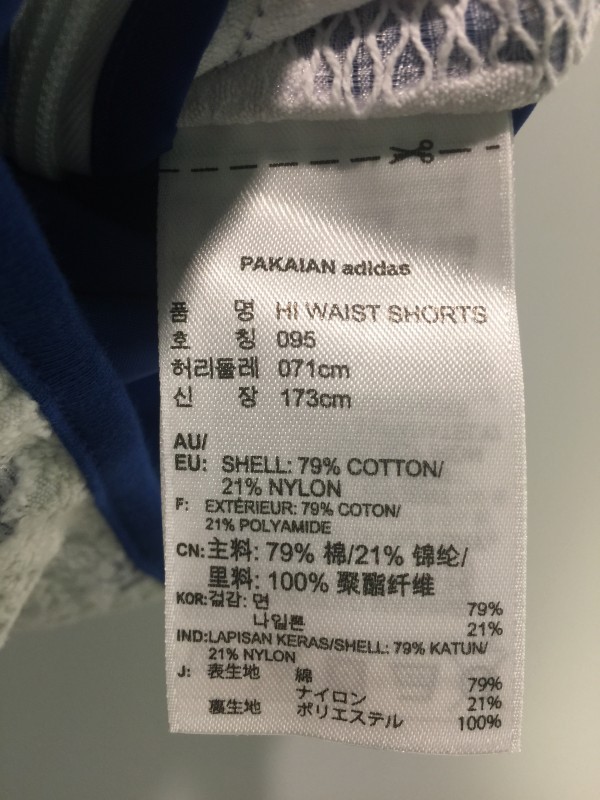 PAKAIAN adidas
품 명 HI WAIST SHORTS
호 칭 095
허리둘레 071cm
신 장 173cm
AU/
EU: SHELL: 79% COTTON/
21% NYLON
F: EXTÉRIEUR: 79% COTON/
21% POLYAMIDE
CN: 主料: 79% 棉/21% 锦纶/
里料: 100% 聚酯纤维
KOR: 겉감: 면 79%
나일론 21%
IND: LAPISAN KERAS/SHELL: 79% KATUN/
21% NYLON
J: 表生地 綿 79%
ナイロン 21%
裏生地 ポリエステル 100%